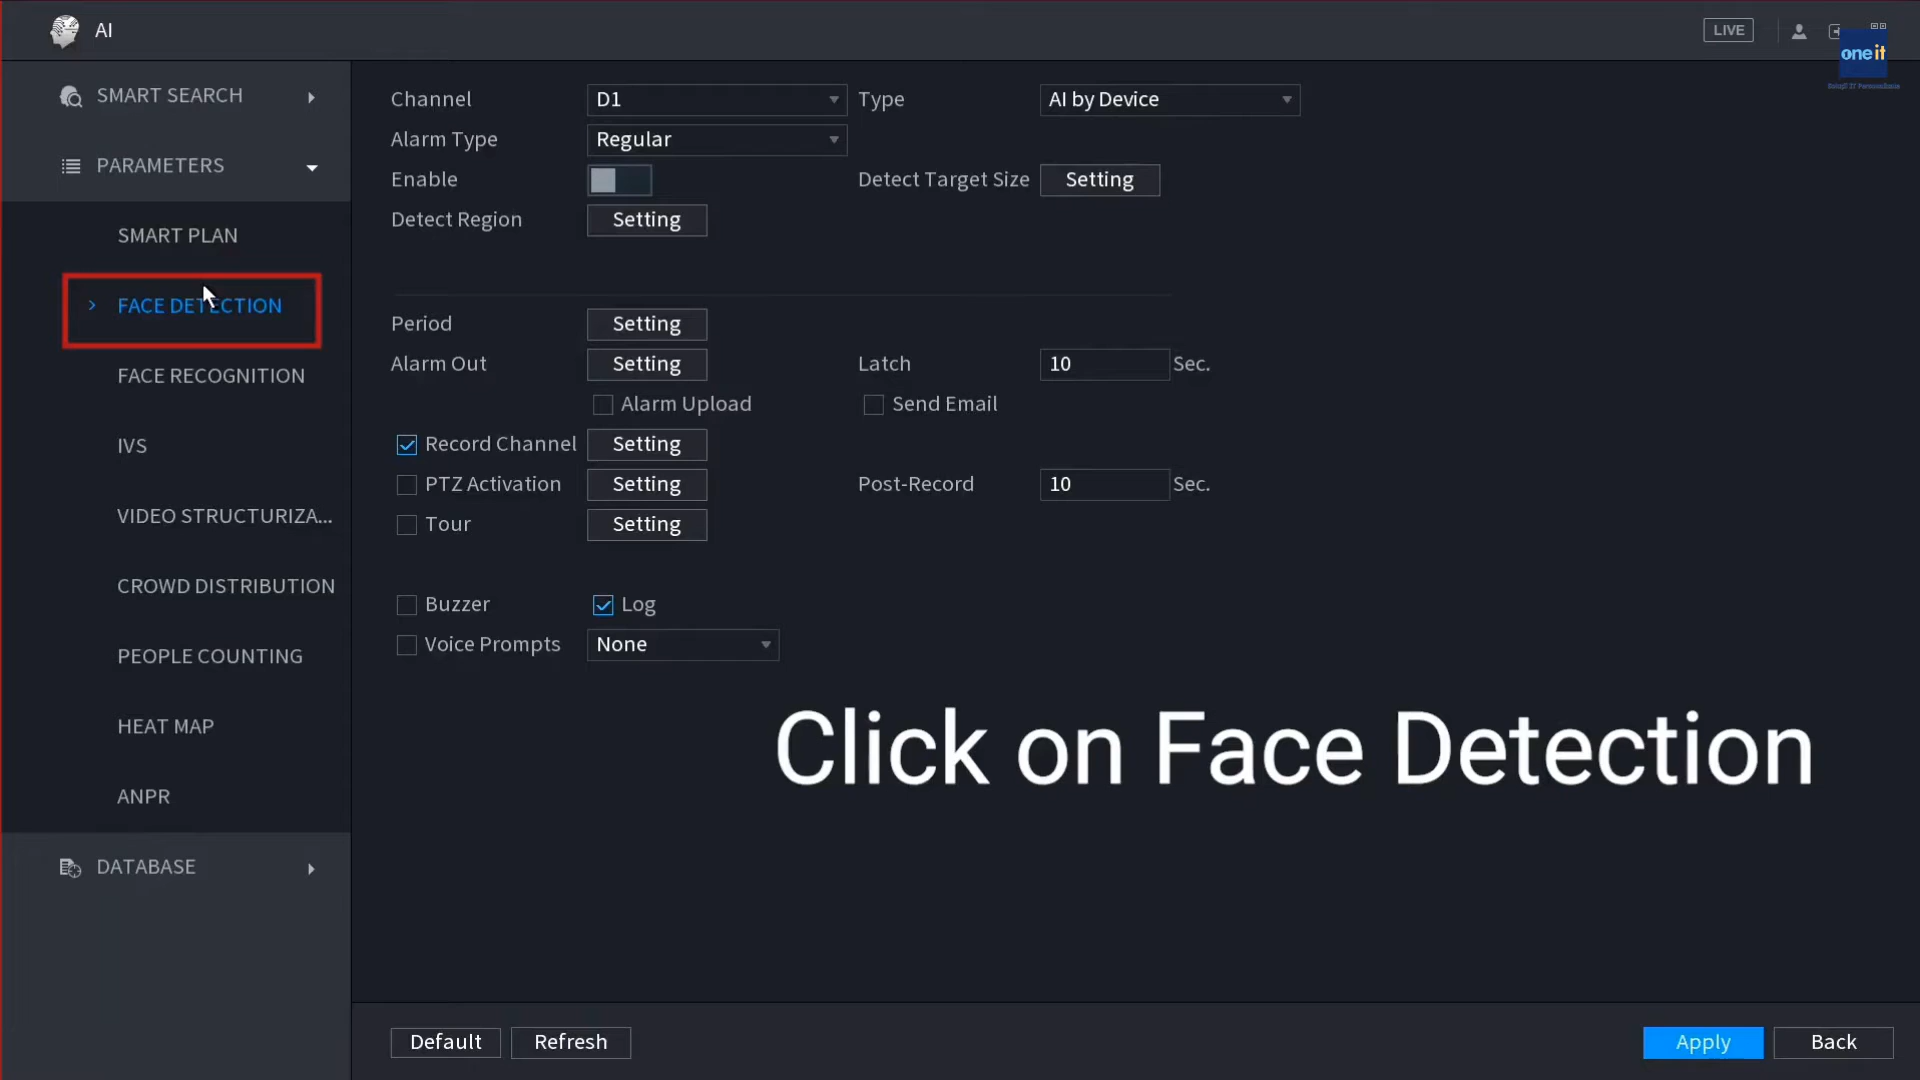 AI
LIVE
one it
SMART SEARCH
PARAMETERS
SMART PLAN
FACE DETECTION
FACE RECOGNITION
IVS
VIDEO STRUCTURIZA...
CROWD DISTRIBUTION
PEOPLE COUNTING
HEAT MAP
ANPR
DATABASE
Channel D1 Type AI by Device
Alarm Type Regular
Enable Detect Target Size Setting
Detect Region Setting
Period Setting
Alarm Out Setting Latch 10 Sec.
Alarm Upload Send Email
Record Channel Setting
PTZ Activation Setting Post-Record 10 Sec.
Tour Setting
Buzzer Log
Voice Prompts None
Click on Face Detection
Default Refresh Apply Back